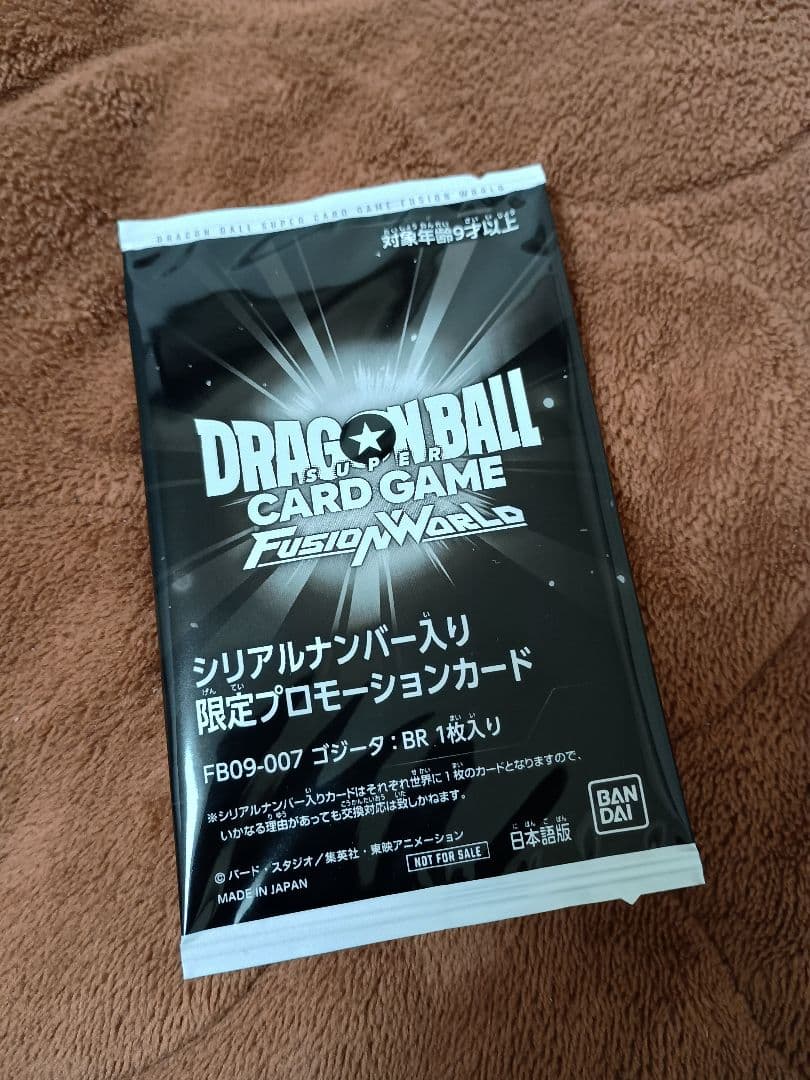 DRAGON BALL SUPER CARD GAME FUSION WORLD
対象年齢9才以上
DRAGON BALL
SUPER
CARD GAME
FUSION WORLD
シリアルナンバー入り
限定プロモーションカード
FB09-007 ゴジータ：BR 1枚入り
※シリアルナンバー入りカードはそれぞれ世界に1枚のカードとなりますので、
いかなる理由があっても交換対応は致しかねます。
BAN
DAI
©バード・スタジオ／集英社・東映アニメーション
NOT FOR SALE
日本語版
MADE IN JAPAN